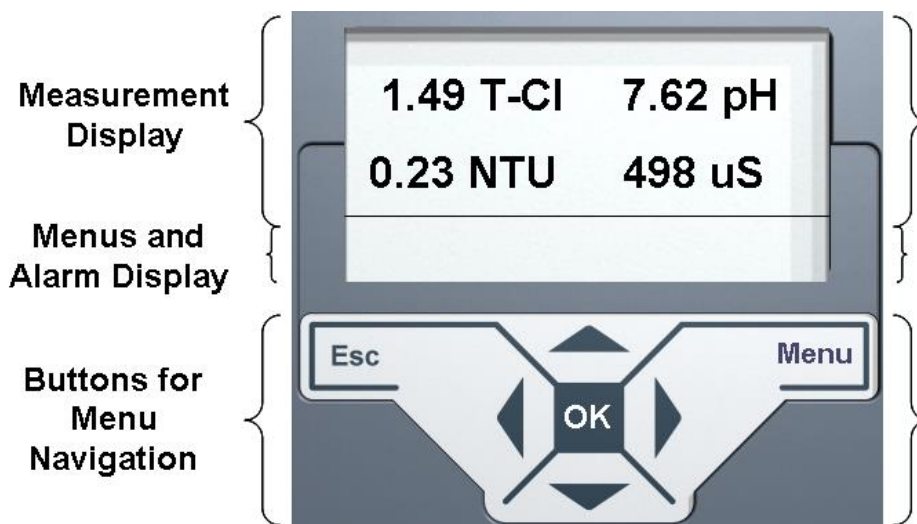 Measurement
Display
1.49 T-Cl 7.62 pH
0.23 NTU 498 uS
Menus and
Alarm Display
Esc
Menu
Buttons for
Menu
Navigation
OK